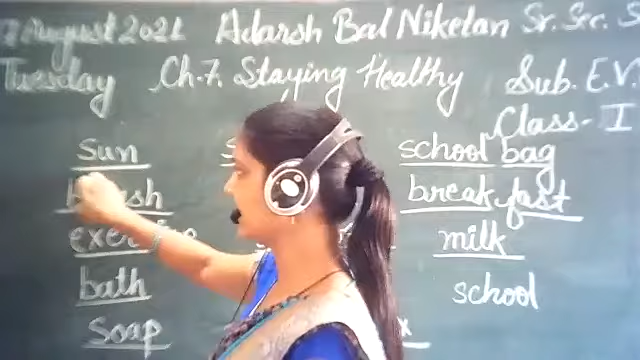 August 2021 Adarsh Bal Niketan Sr. Sec. S
Tuesday Ch-7. Staying Healthy Sub. E.V.
Class- I
sun school bag
breakfast
milk
bath school
soap